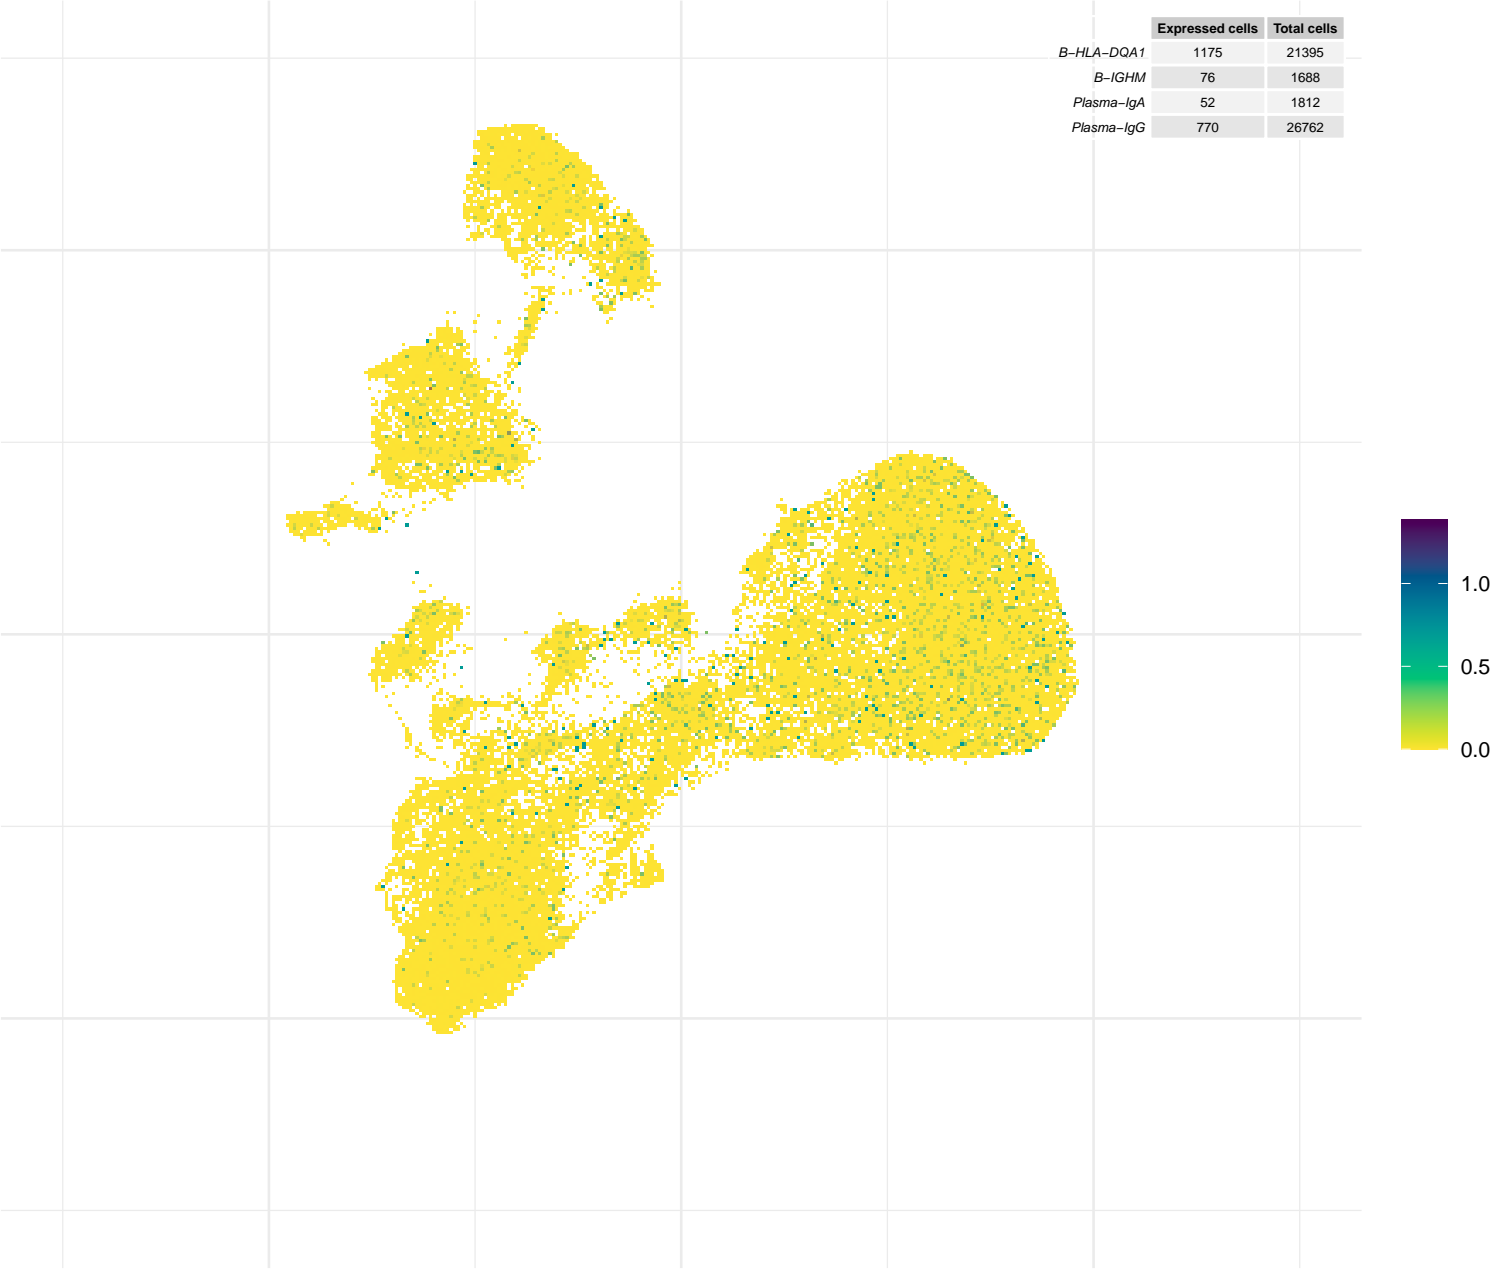 Expressed cells Total cells
B-HLA-DQA1 1175 21395
B-IGHM 76 1688
Plasma-IgA 52 1812
Plasma-IgG 770 26762
1.0
0.5
0.0